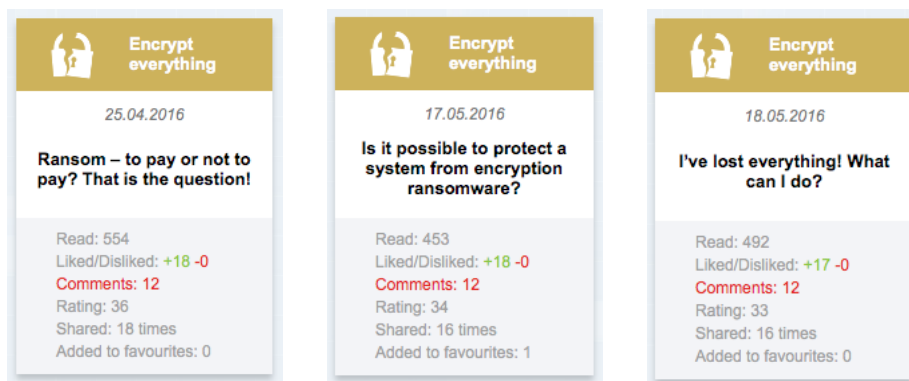 Encrypt
everything
25.04.2016
Ransom – to pay or not to
pay? That is the question!
Read: 554
Liked/Disliked: +18 -0
Comments: 12
Rating: 36
Shared: 18 times
Added to favourites: 0
Encrypt
everything
17.05.2016
Is it possible to protect a
system from encryption
ransomware?
Read: 453
Liked/Disliked: +18 -0
Comments: 12
Rating: 34
Shared: 16 times
Added to favourites: 1
Encrypt
everything
18.05.2016
I've lost everything! What
can I do?
Read: 492
Liked/Disliked: +17 -0
Comments: 12
Rating: 33
Shared: 16 times
Added to favourites: 0